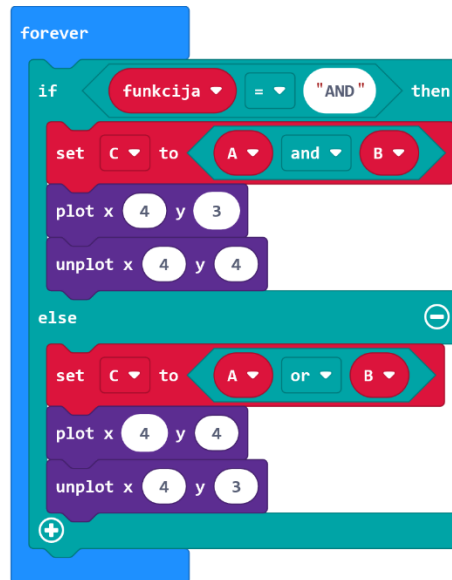 forever
if funkcija = "AND" then
set C to A and B
plot x 4 y 3
unplot x 4 y 4
else
set C to A or B
plot x 4 y 4
unplot x 4 y 3